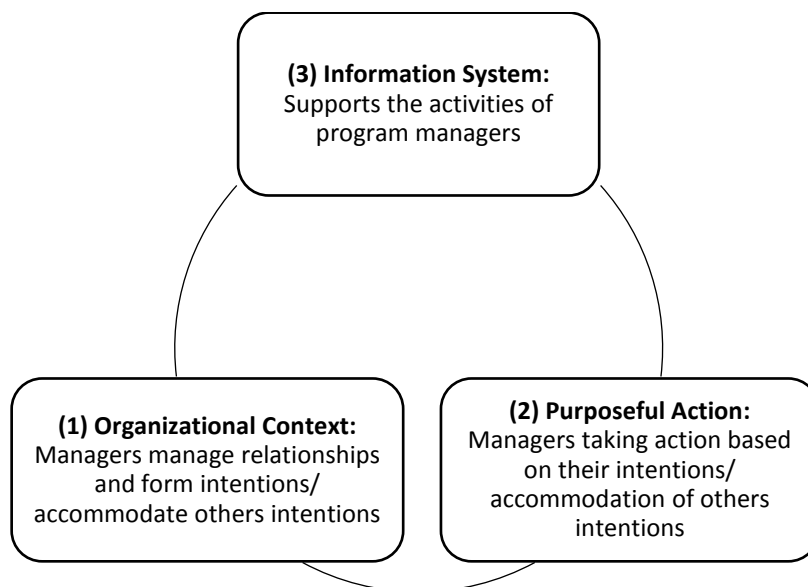 (3) Information System:
Supports the activities of
program managers
(1) Organizational Context:
Managers manage relationships
and form intentions/
accommodate others intentions
(2) Purposeful Action:
Managers taking action based
on their intentions/
accommodation of others
intentions